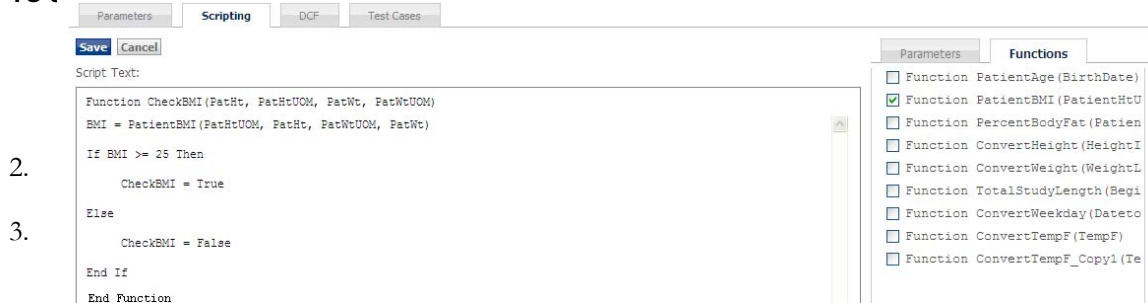 Parameters Scripting DCF Test Cases
Save Cancel
Script Text:
Function CheckBMI(PatHt, PatHtUOM, PatWt, PatWtUOM)
BMI = PatientBMI(PatHtUOM, PatHt, PatWtUOM, PatWt)
2.
If BMI >= 25 Then
CheckBMI = True
Else
3.
CheckBMI = False
End If
End Function
Parameters Functions
Function PatientAge(BirthDate)
Function PatientBMI(PatientHtU
Function PercentBodyFat(Patien
Function ConvertHeight(HeightI
Function ConvertWeight(WeightL
Function TotalStudyLength(Begi
Function ConvertWeekday(Dateto
Function ConvertTempF(TempF)
Function ConvertTempF_Copy1(Te